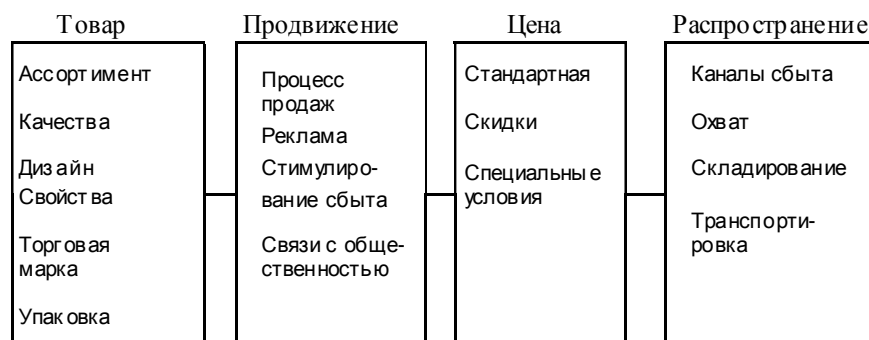 Товар
Ассортимент
Качества
Дизайн
Свойства
Торговая
марка
Упаковка
Продвижение
Процесс
продаж
Реклама
Стимулиро-
вание сбыта
Связи с обще-
ственностью
Цена
Стандартная
Скидки
Специальные
условия
Распространение
Каналы сбыта
Охват
Складирование
Транспорти-
ровка